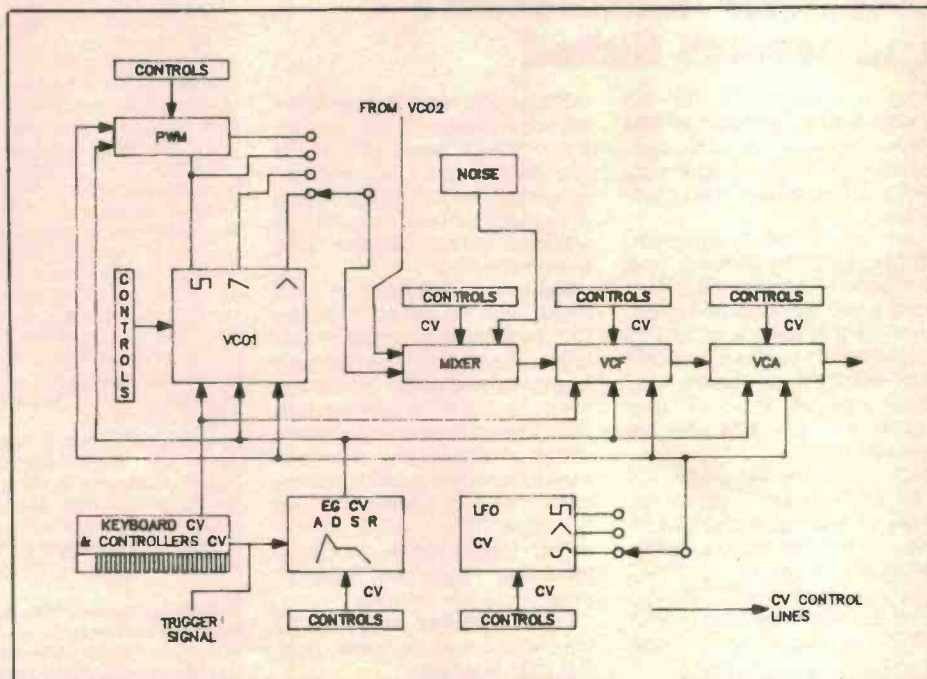 CONTROLS
PWM
FROM VCO2
NOISE
CONTROLS
VCO1
CONTROLS
CV
MIXER
CONTROLS
CV
VCF
CONTROLS
CV
VCA
KEYBOARD CV
& CONTROLLERS CV
TRIGGER
SIGNAL
EG CV
A D S R
CV
CONTROLS
LFO
CV
CV
CONTROLS
CV CONTROL
LINES